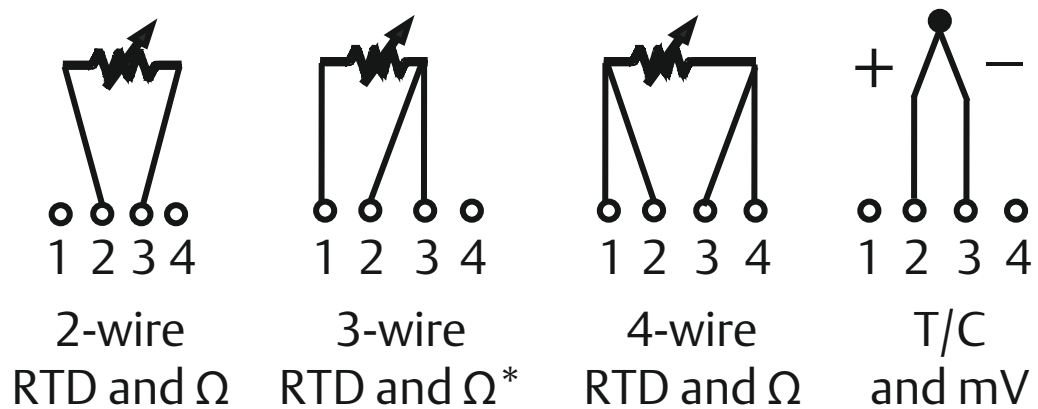 + −
1 2 3 4 1 2 3 4 1 2 3 4 1 2 3 4
2-wire 3-wire 4-wire T/C
RTD and Ω RTD and Ω* RTD and Ω and mV